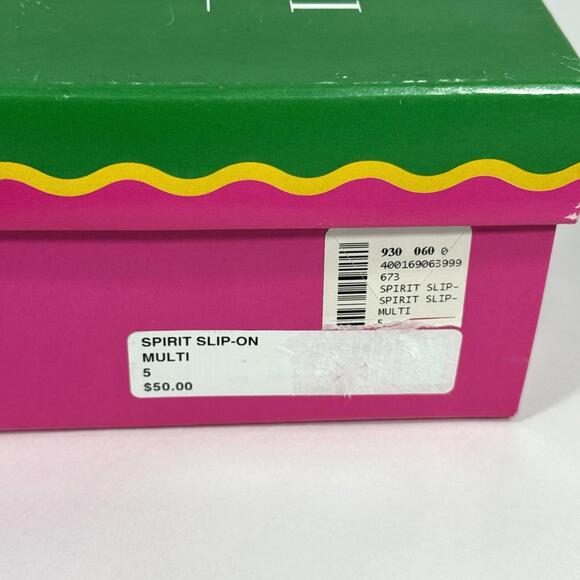 930 060 0
400169063999
673
SPIRIT SLIP-
SPIRIT SLIP-
MULTI
SPIRIT SLIP-ON
MULTI
5
$50.00